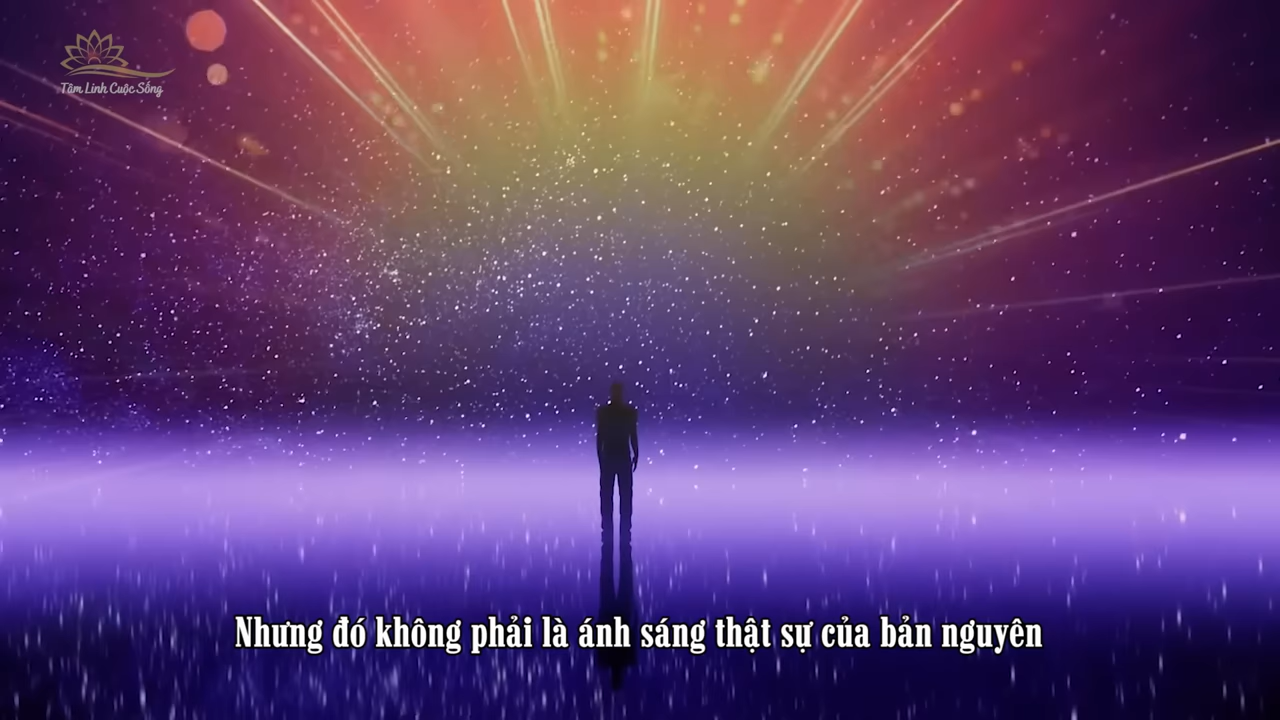 Tâm Linh Cuộc Sống
Nhưng đó không phải là ánh sáng thật sự của bản nguyên